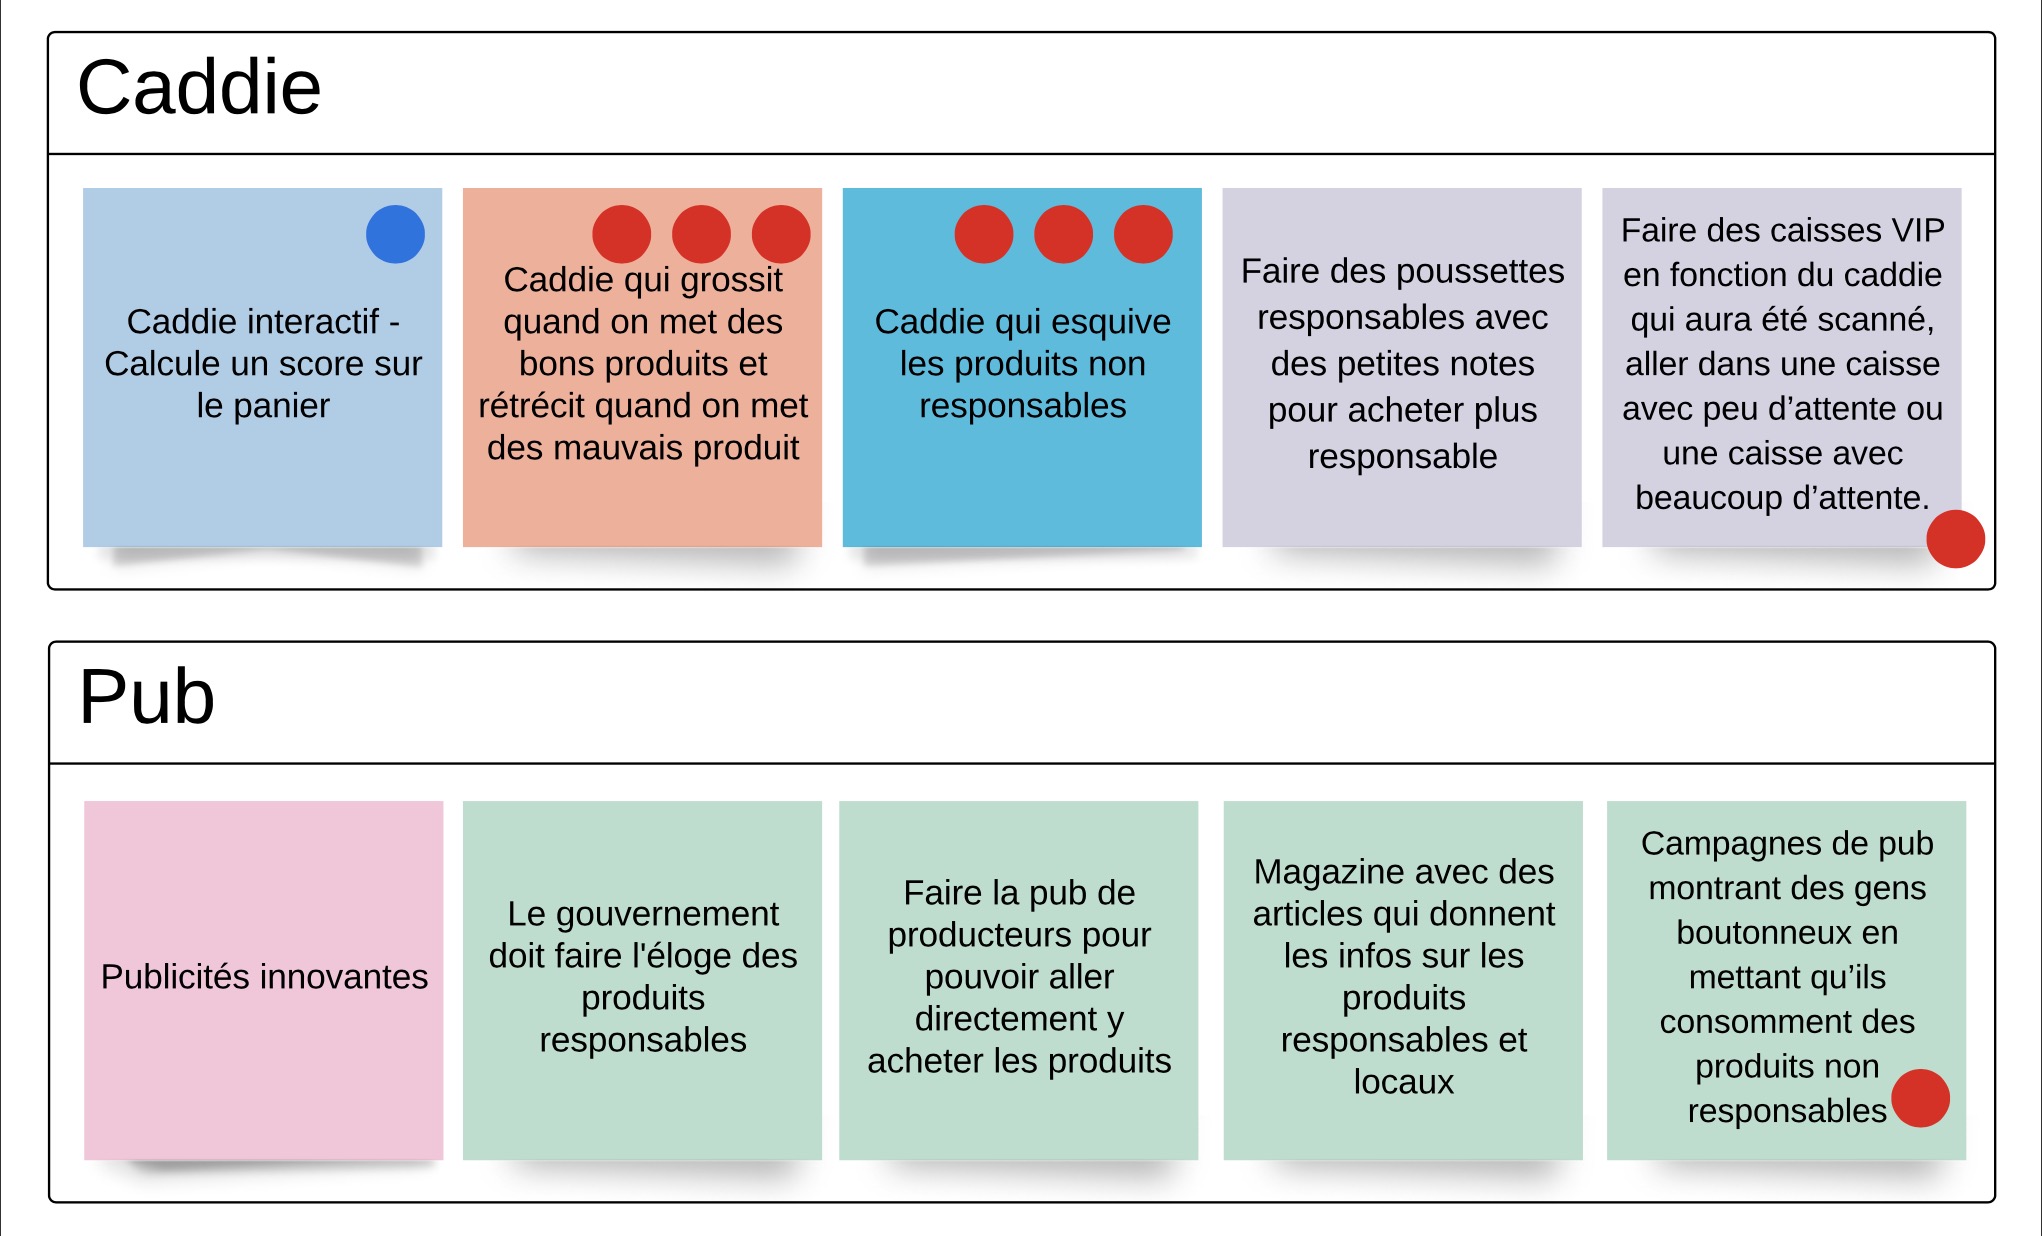 Caddie
Caddie interactif -
Calcule un score sur
le panier
Caddie qui grossit
quand on met des
bons produits et
rétrécit quand on met
des mauvais produit
Caddie qui esquive
les produits non
responsables
Faire des poussettes
responsables avec
des petites notes
pour acheter plus
responsable
Faire des caisses VIP
en fonction du caddie
qui aura été scanné,
aller dans une caisse
avec peu d’attente ou
une caisse avec
beaucoup d’attente.
Pub
Publicités innovantes
Le gouvernement
doit faire l'éloge des
produits
responsables
Faire la pub de
producteurs pour
pouvoir aller
directement y
acheter les produits
Magazine avec des
articles qui donnent
les infos sur les
produits
responsables et
locaux
Campagnes de pub
montrant des gens
boutonneux en
mettant qu’ils
consomment des
produits non
responsables